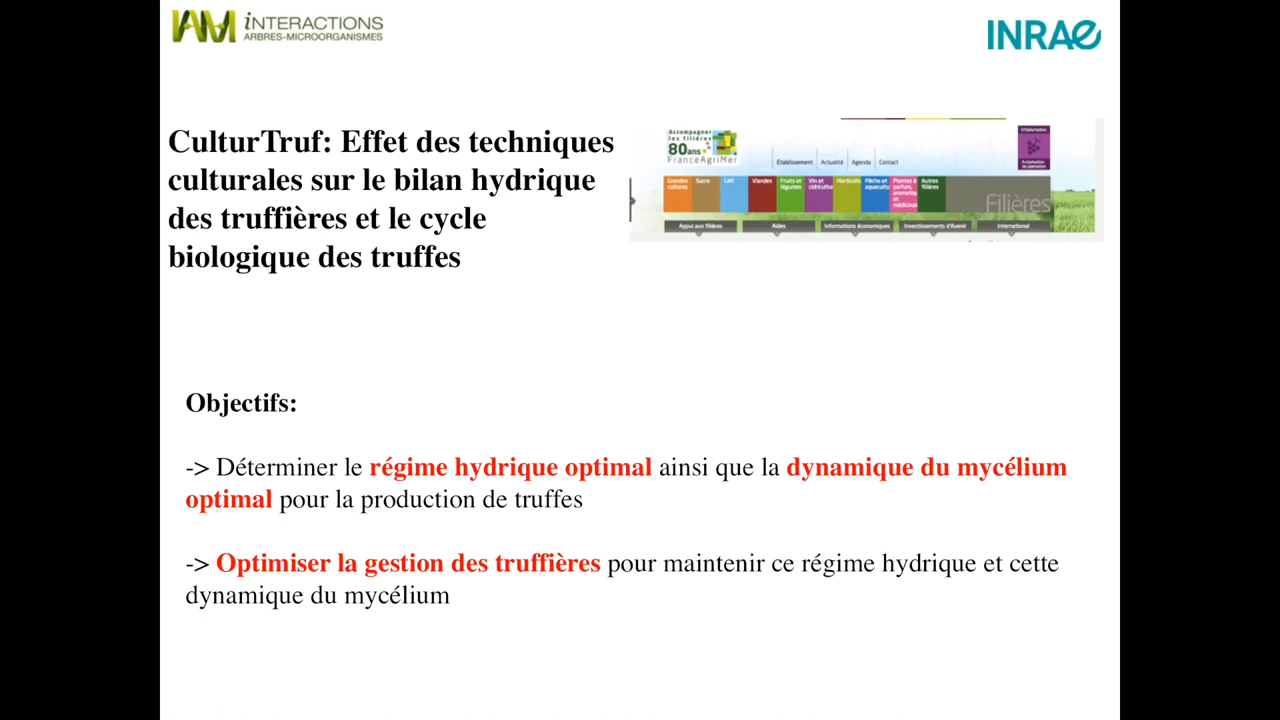 IAM iNTERACTIONS
ARBRES-MICROORGANISMES
INRAE
CulturTruf: Effet des techniques
culturales sur le bilan hydrique
des truffières et le cycle
biologique des truffes
Accompagner
les filières
80ans
FranceAgriMer
Établissement Actualité Agenda Contact
Grandes
cultures
Sucre
Lait
Viandes
Fruits et
légumes
Vin et
cidriculture
Horticulture
Pêche et
aquaculture
Plantes à
parfum,
et
Autres
filières
Filières
Appui aux filières Aides Informations économiques Investissements d'Avenir International
Objectifs:
-> Déterminer le régime hydrique optimal ainsi que la dynamique du mycélium
optimal pour la production de truffes
-> Optimiser la gestion des truffières pour maintenir ce régime hydrique et cette
dynamique du mycélium